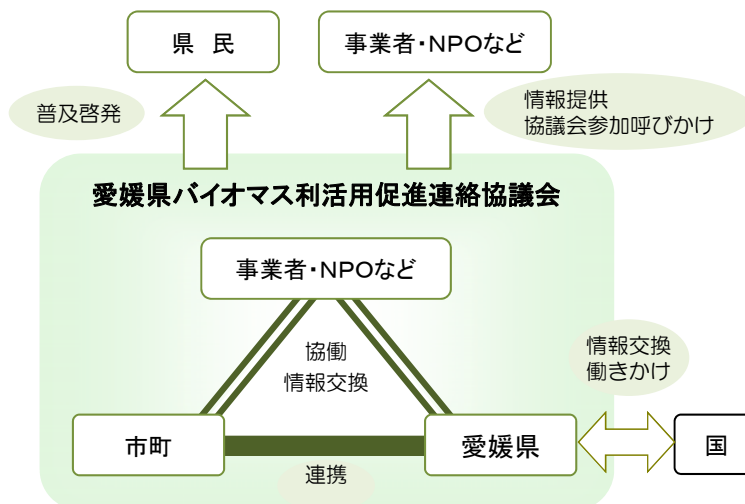 県 民
事業者・NPOなど
普及啓発
情報提供
協議会参加呼びかけ
愛媛県バイオマス利活用促進連絡協議会
事業者・NPOなど
協働
情報交換
情報交換
働きかけ
市町
愛媛県
国
連携